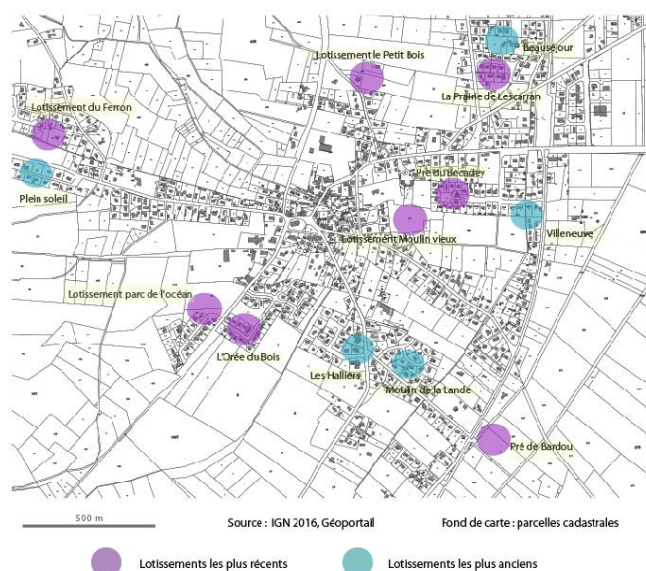 Beauséjour
Lotissement le Petit Bois
La Prairie de Lescarran
Lotissement du Ferron
Pré du Bécadey
Plein soleil
Villeneuve
Lotissement Moulin vieux
Lotissement parc de l'océan
L'Orée du Bois
Les Halliers
Moulin de la Lande
Pré de Bardou
500 m
Source : IGN 2016, Géoportail
Fond de carte : parcelles cadastrales
Lotissements les plus récents
Lotissements les plus anciens